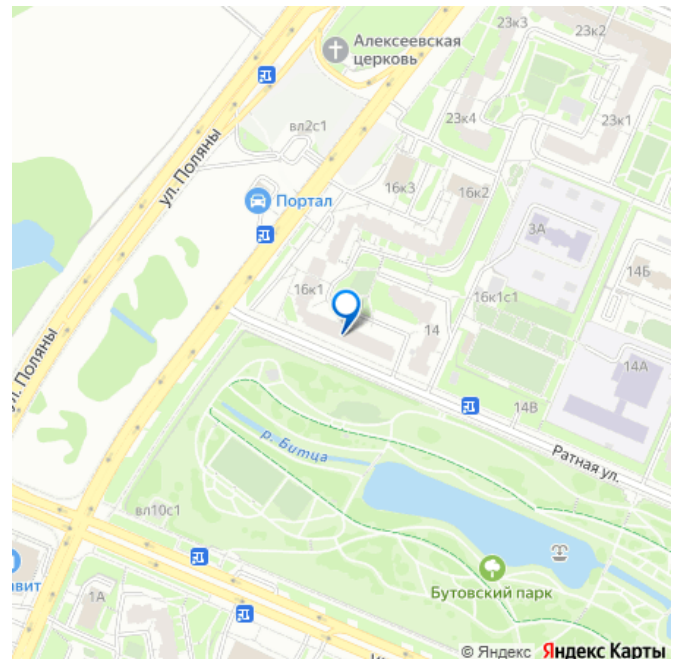 23к3
23к2
Алексеевская
церковь
23к4
23к1
вл2с1
ул. Поляны
16к3
16к2
Портал
3А
14Б
16к1
16к1с1
14
ул. Поляны
14А
14В
р. Битца
Ратная ул.
вл10с1
авит
1А
Бутовский парк
© Яндекс Яндекс Карты